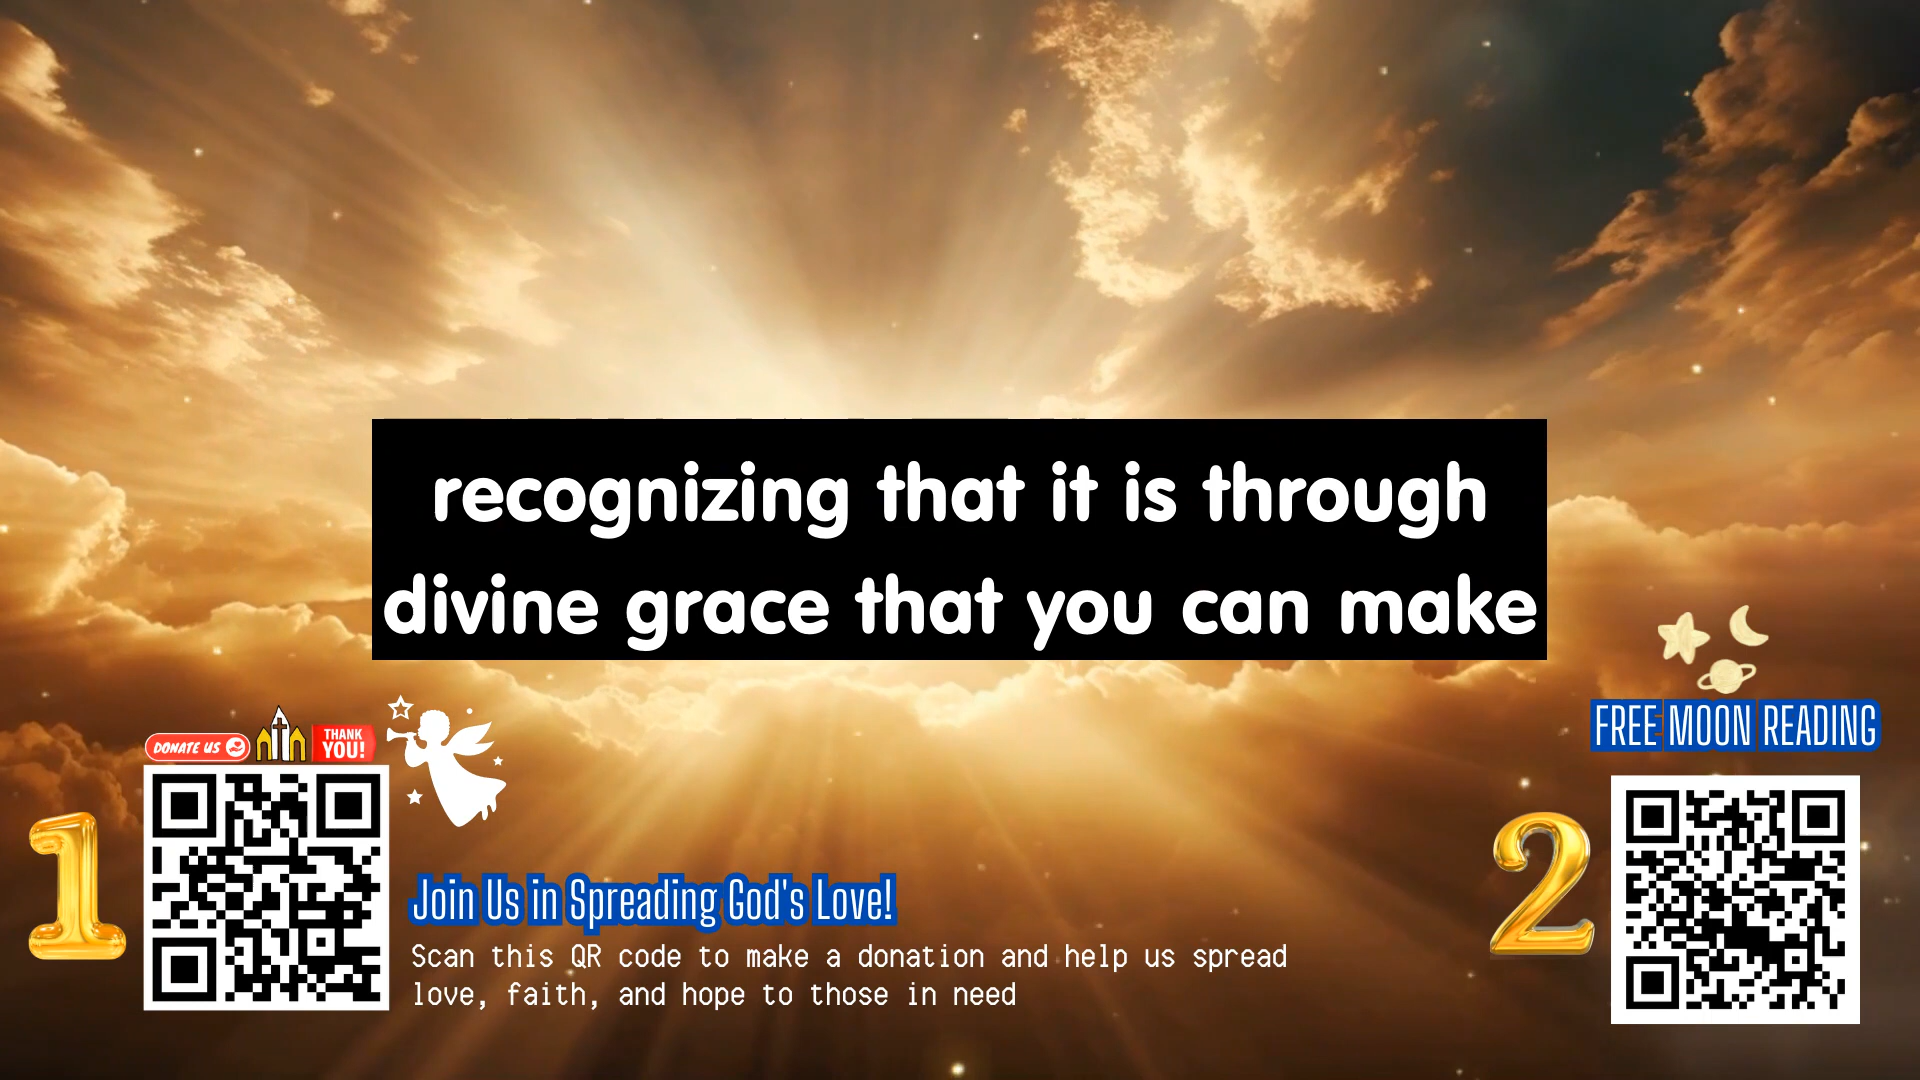 recognizing that it is through
divine grace that you can make
DONATE US
THANK
YOU!
FREE MOON READING
1
2
Join Us in Spreading God's Love!
Scan this QR code to make a donation and help us spread
love, faith, and hope to those in need